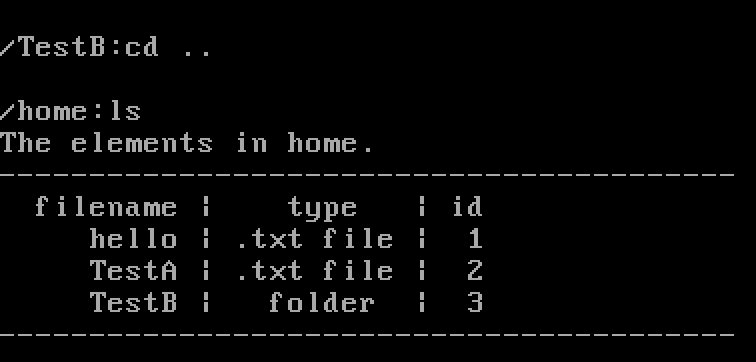 /TestB:cd ..
/home:ls
The elements in home.
--------------------------------------------------------------
filename | type | id
hello | .txt file | 1
TestA | .txt file | 2
TestB | folder | 3
--------------------------------------------------------------